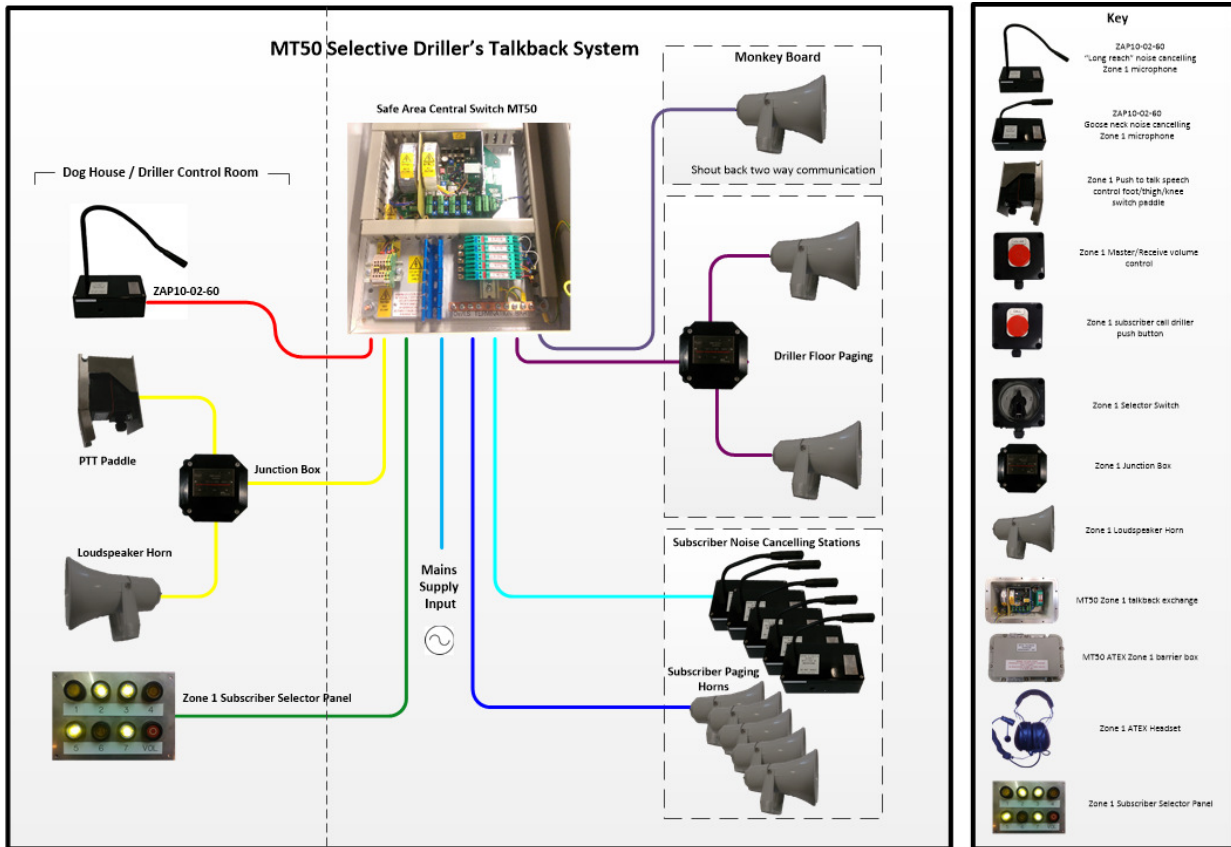 MT50 Selective Driller's Talkback System
Safe Area Central Switch MT50
Dog House / Driller Control Room
ZAP10-02-60
PTT Paddle
Junction Box
Loudspeaker Horn
Zone 1 Subscriber Selector Panel
1 2 3 4
5 6 7 VOL
Mains
Supply
Input
Monkey Board
Shout back two way communication
Driller Floor Paging
Subscriber Noise Cancelling Stations
Subscriber Paging
Horns
Key
ZAP10-02-60
"Long reach" noise cancelling
Zone 1 microphone
ZAP10-02-60
Goose neck noise cancelling
Zone 1 microphone
Zone 1 Push to talk speech
control foot/thigh/knee
switch paddle
Zone 1 Master/Receive volume
control
Zone 1 subscriber call driller
push button
Zone 1 Selector Switch
Zone 1 Junction Box
Zone 1 Loudspeaker Horn
MT50 Zone 1 talkback exchange
MT50 ATEX Zone 1 barrier box
Zone 1 ATEX Headset
Zone 1 Subscriber Selector Panel